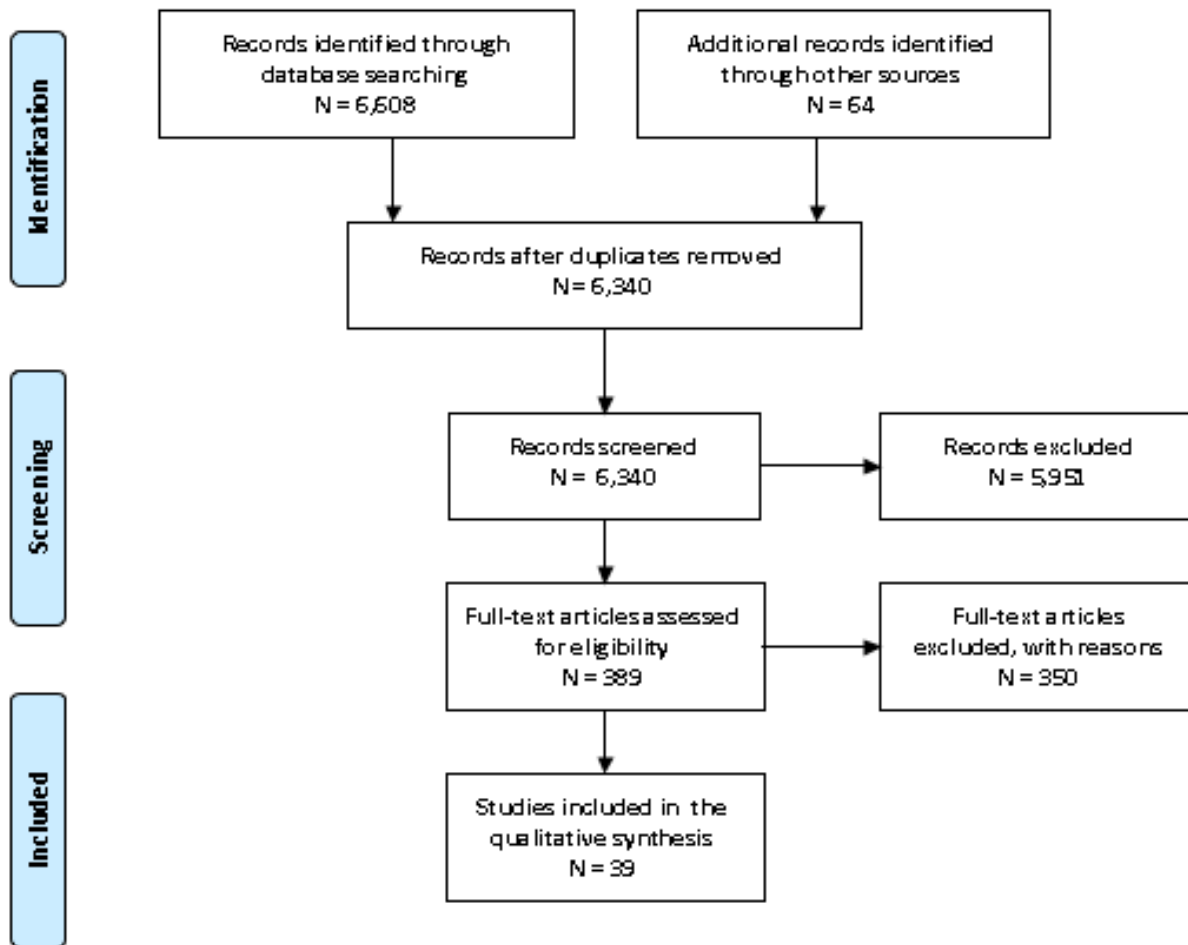 Identification
Records identified through
database searching
N = 6,608
Additional records identified
through other sources
N = 64
Records after duplicates removed
N = 6,340
Screening
Records screened
N = 6,340
Records excluded
N = 5,951
Full-text articles assessed
for eligibility
N = 389
Full-text articles
excluded, with reasons
N = 350
Included
Studies included in the
qualitative synthesis
N = 39